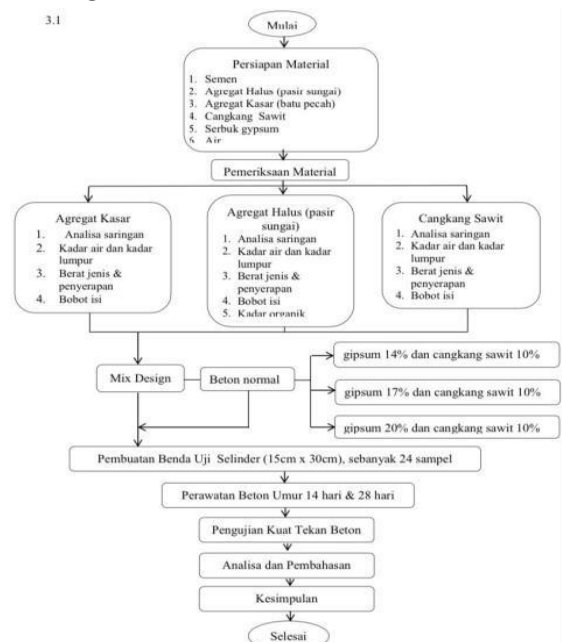 3.1
Mulai
Persiapan Material
1. Semen
2. Agregat Halus (pasir sungai)
3. Agregat Kasar (batu pecah)
4. Cangkang Sawit
5. Serbuk gypsum
6. Air
Pemeriksaan Material
Agregat Kasar
1. Analisa saringan
2. Kadar air dan kadar
lumpur
3. Berat jenis &
penyerapan
4. Bobot isi
Agregat Halus (pasir
sungai)
1. Analisa saringan
2. Kadar air dan kadar
lumpur
3. Berat jenis &
penyerapan
4. Bobot isi
5. Kadar organik
Cangkang Sawit
1. Analisa saringan
2. Kadar air dan kadar
lumpur
3. Berat jenis &
penyerapan
4. Bobot isi
Mix Design
Beton normal
gipsum 14% dan cangkang sawit 10%
gipsum 17% dan cangkang sawit 10%
gipsum 20% dan cangkang sawit 10%
Pembuatan Benda Uji Selinder (15cm x 30cm), sebanyak 24 sampel
Perawatan Beton Umur 14 hari & 28 hari
Pengujian Kuat Tekan Beton
Analisa dan Pembahasan
Kesimpulan
Selesai